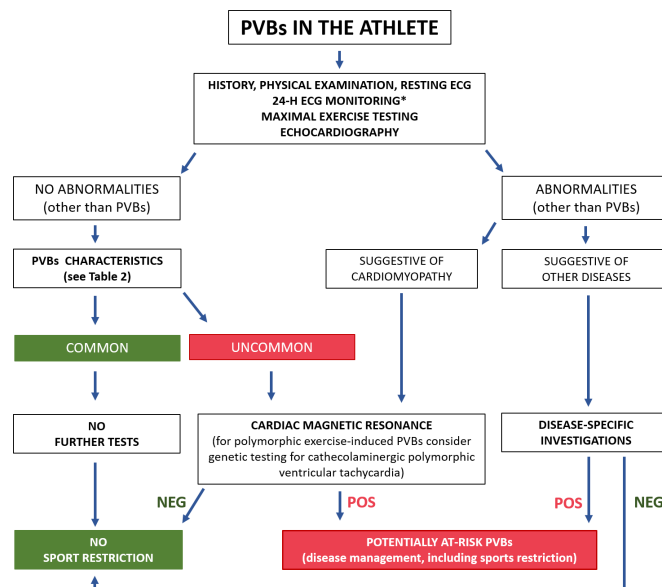 PVBs IN THE ATHLETE
HISTORY, PHYSICAL EXAMINATION, RESTING ECG
24-H ECG MONITORING*
MAXIMAL EXERCISE TESTING
ECHOCARDIOGRAPHY
NO ABNORMALITIES
(other than PVBs)
ABNORMALITIES
(other than PVBs)
PVBs CHARACTERISTICS
(see Table 2)
SUGGESTIVE OF
CARDIOMYOPATHY
SUGGESTIVE OF
OTHER DISEASES
COMMON
UNCOMMON
NO
FURTHER TESTS
CARDIAC MAGNETIC RESONANCE
(for polymorphic exercise-induced PVBs consider
genetic testing for cathecolaminergic polymorphic
ventricular tachycardia)
DISEASE-SPECIFIC
INVESTIGATIONS
NEG
POS
POS
NEG
NO
SPORT RESTRICTION
POTENTIALLY AT-RISK PVBs
(disease management, including sports restriction)